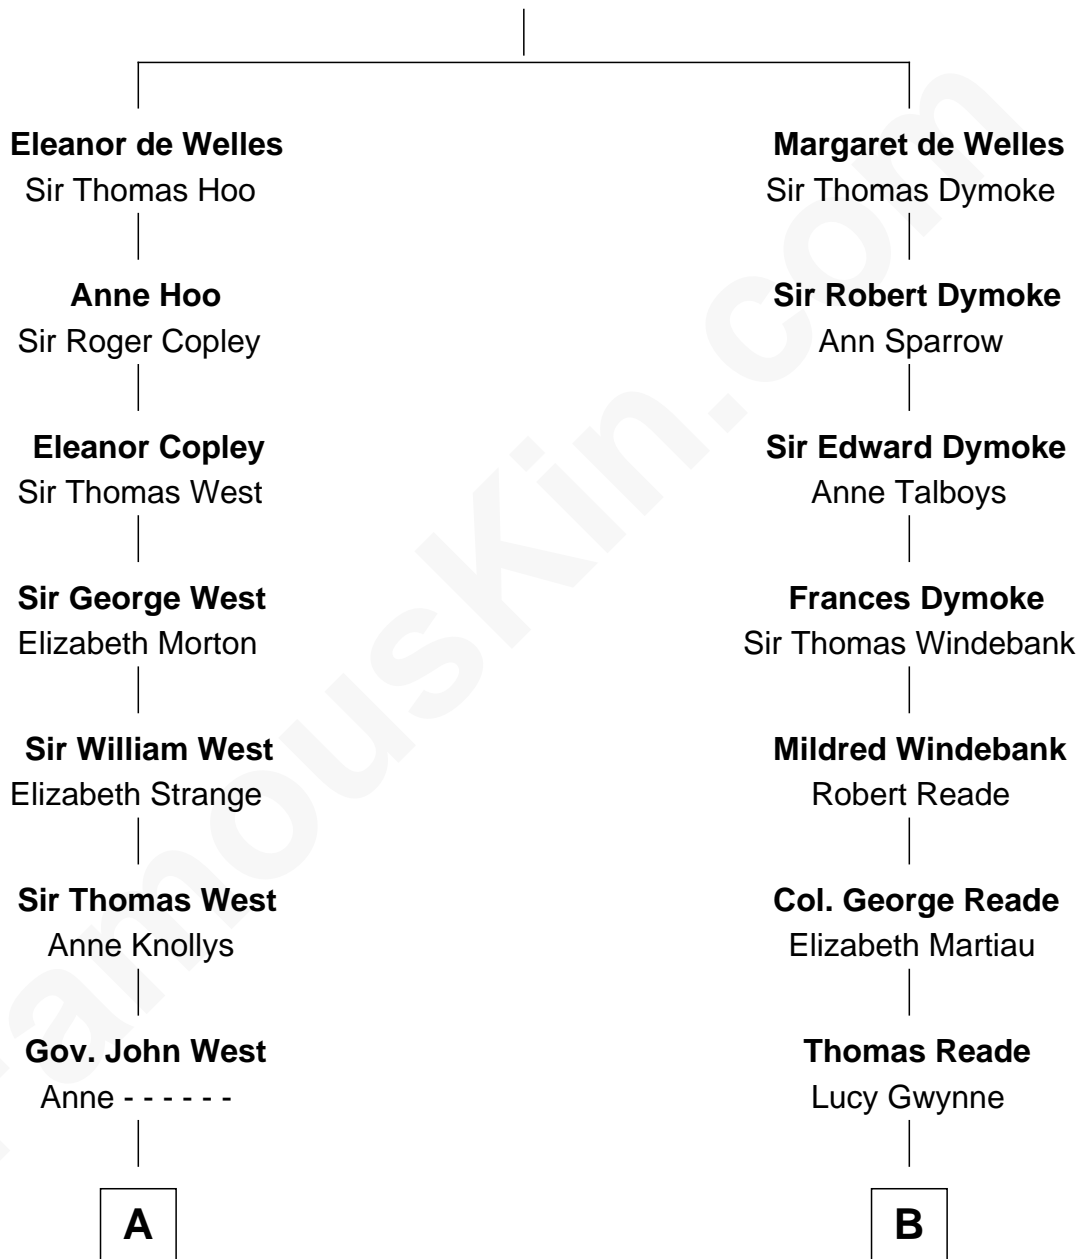 Eleanor de Welles
Sir Thomas Hoo
Margaret de Welles
Sir Thomas Dymoke
Anne Hoo
Sir Roger Copley
Sir Robert Dymoke
Ann Sparrow
Eleanor Copley
Sir Thomas West
Sir Edward Dymoke
Anne Talboys
Sir George West
Elizabeth Morton
Frances Dymoke
Sir Thomas Windebank
Sir William West
Elizabeth Strange
Mildred Windebank
Robert Reade
Sir Thomas West
Anne Knollys
Col. George Reade
Elizabeth Martiau
Gov. John West
Anne - - - - - -
Thomas Reade
Lucy Gwynne
A
B
FamousKin.com